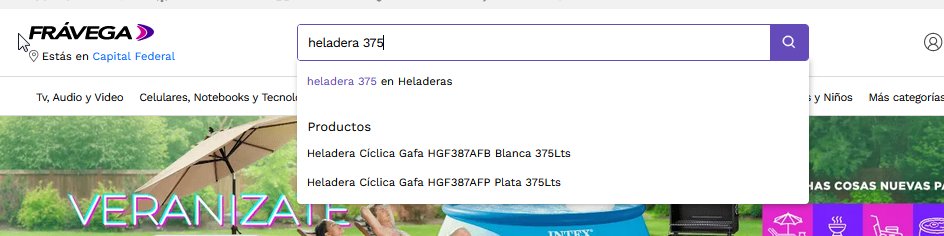 FRÁVEGA
heladera 375
Estás en Capital Federal
heladera 375 en Heladeras
Tv, Audio y Video Celulares, Notebooks y Tecnolo
y Niños Más categorías
Productos
Heladera Cíclica Gafa HGF387AFB Blanca 375Lts
Heladera Cíclica Gafa HGF387AFP Plata 375Lts
HAS COSAS NUEVAS PA
VERANIZATE
INTEX